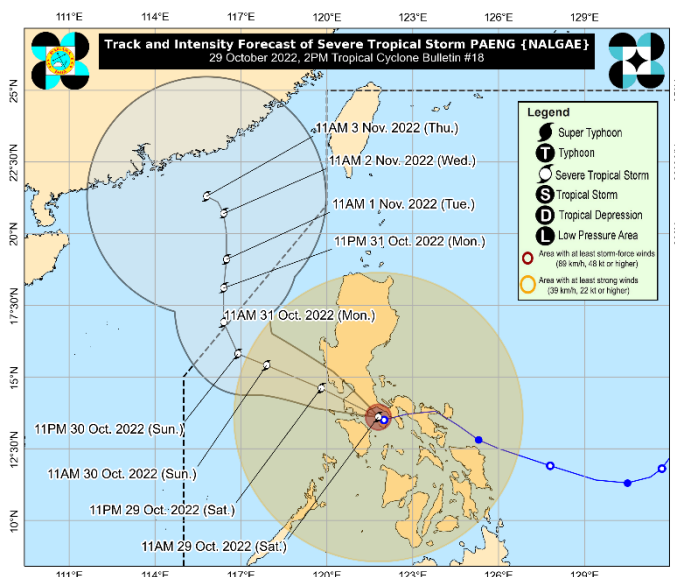 Track and Intensity Forecast of Severe Tropical Storm PAENG {NALGAE}
29 October 2022, 2PM Tropical Cyclone Bulletin #18
25°N
22°30'N
20°N
17°30'N
15°N
12°30'N
10°N
11AM 3 Nov. 2022 (Thu.)
11AM 2 Nov. 2022 (Wed.)
11AM 1 Nov. 2022 (Tue.)
11PM 31 Oct. 2022 (Mon.)
11AM 31 Oct. 2022 (Mon.)
11PM 30 Oct. 2022 (Sun.)
11AM 30 Oct. 2022 (Sun.)
11PM 29 Oct. 2022 (Sat.)
11AM 29 Oct. 2022 (Sat.)
Legend
Super Typhoon
T Typhoon
Severe Tropical Storm
S Tropical Storm
D Tropical Depression
L Low Pressure Area
Area with at least storm-force winds
(89 km/h, 48 kt or higher)
Area with at least strong winds
(39 km/h, 22 kt or higher)
111°E 114°E 117°E 120°E 123°E 126°E 129°E